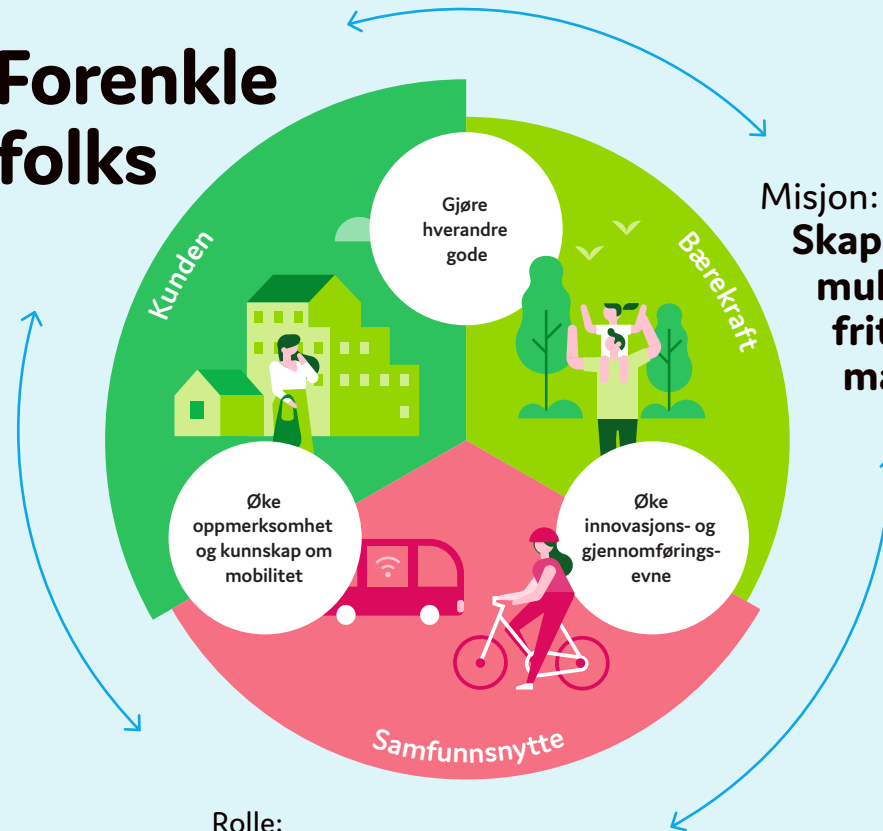 Forenkle
folks
Misjon:
Skap
mul
frit
ma
Kunden
Bærekraft
Gjøre
hverandre
gode
Øke
oppmerksomhet
og kunnskap om
mobilitet
Øke
innovasjons- og
gjennomførings-
evne
Samfunnsnytte
Rolle: